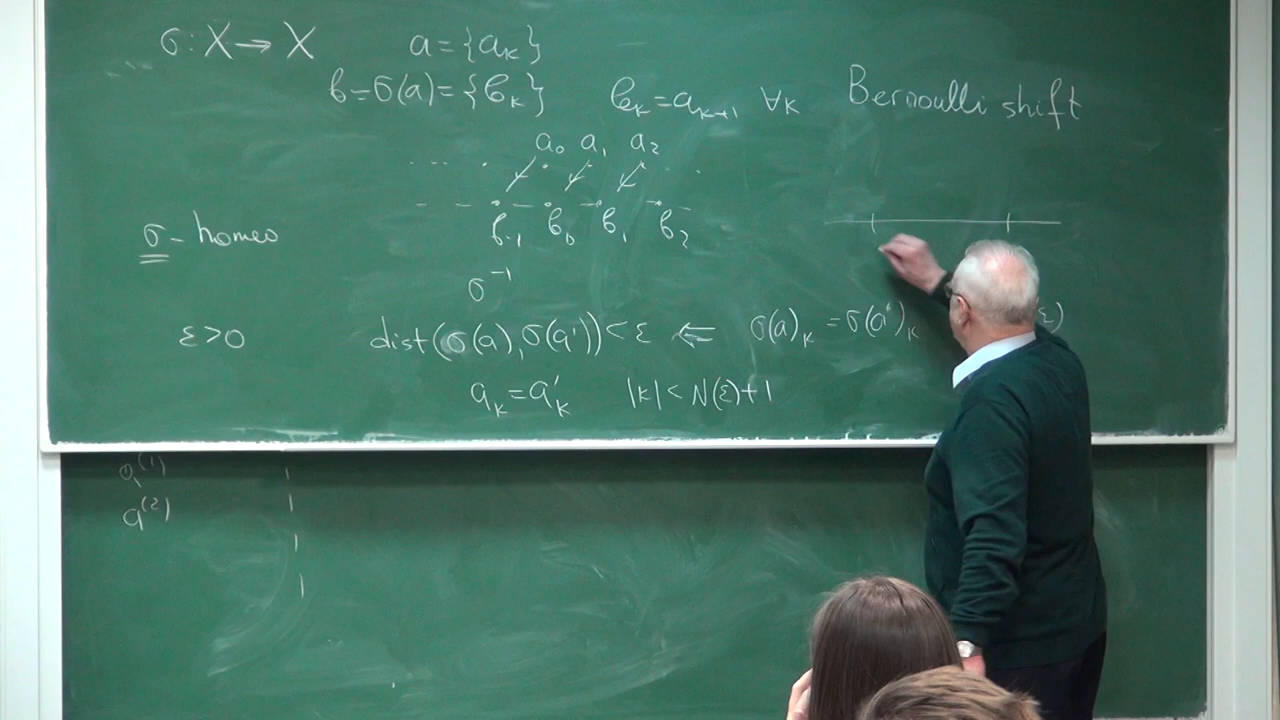 σ: X → X a = {aₖ}
b = σ(a) = {bₖ} bₖ = aₖ₊₁ ∀k Bernoulli shift
a₀ a₁ a₂
b₋₁ b₀ b₁ b₂
σ - homeo
σ⁻¹
ε>0 dist(σ(a), σ(a′)) < ε ⇐ σ(a)ₖ = σ(a′)ₖ ε)
aₖ = a′ₖ |k| < N(ε)+1
a⁽¹⁾
a⁽²⁾